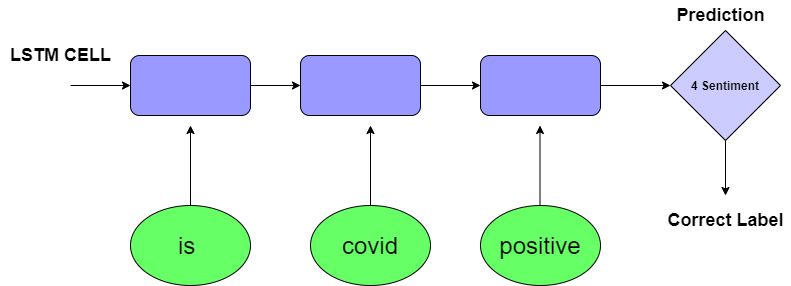 Prediction
LSTM CELL
4 Sentiment
Correct Label
is
covid
positive